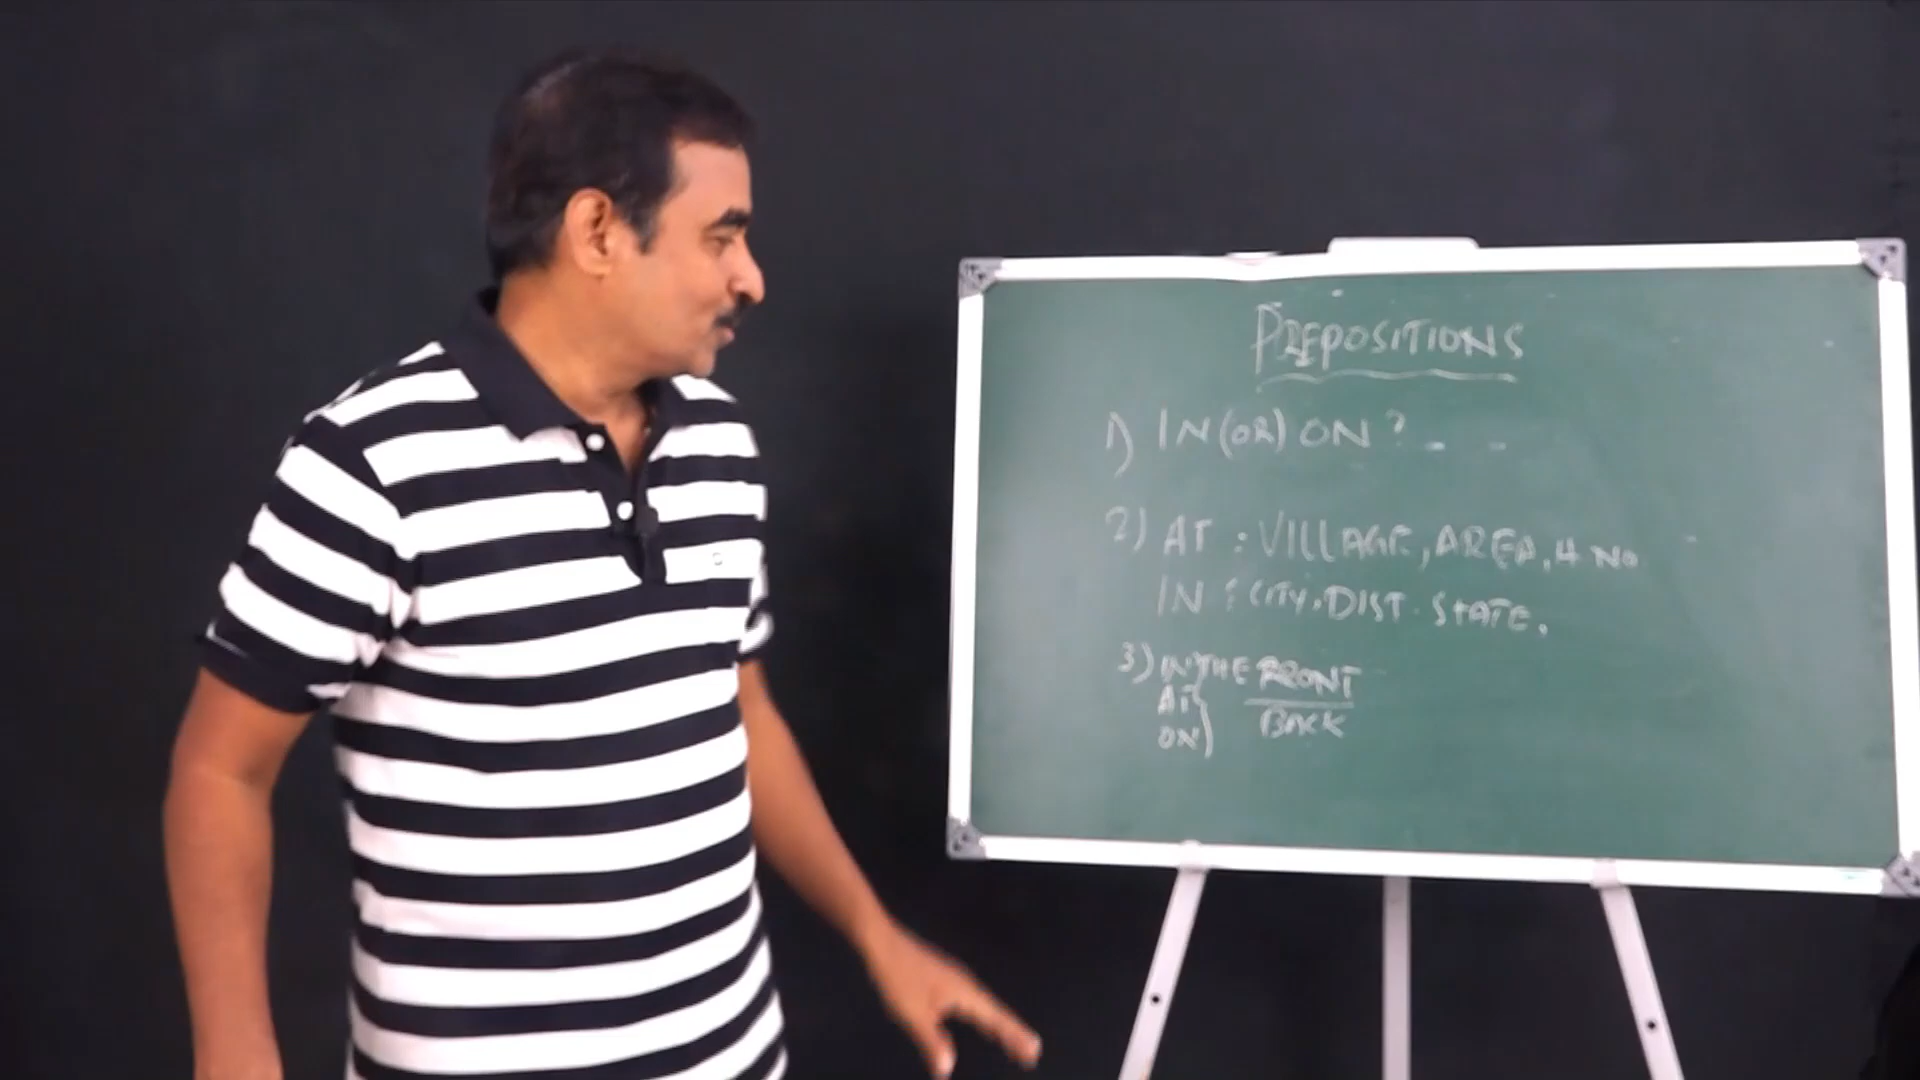 PREPOSITIONS
1) IN (OR) ON ?
2) AT : VILLAGE, AREA, H. NO
IN : CITY. DIST. STATE.
3) IN THE FRONT
AT
BACK
ON